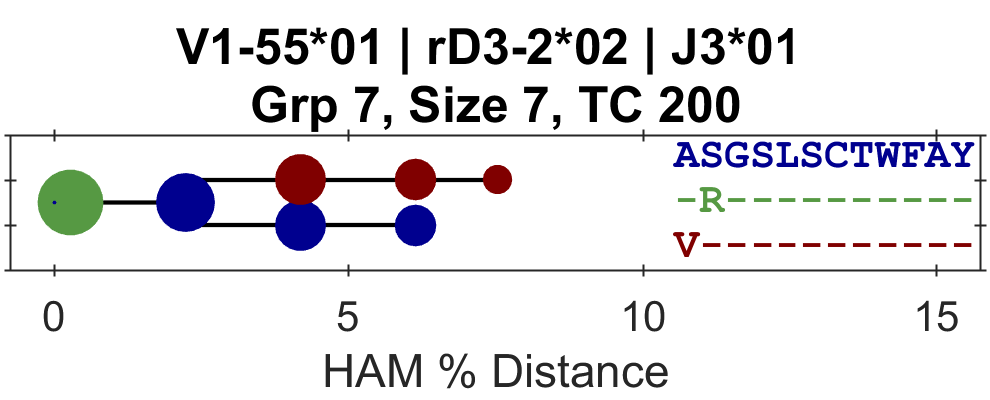 V1-55*01 | rD3-2*02 | J3*01
Grp 7, Size 7, TC 200
ASGSLSCTWFAY
-R----------
V-----------
0 5 10 15
HAM % Distance